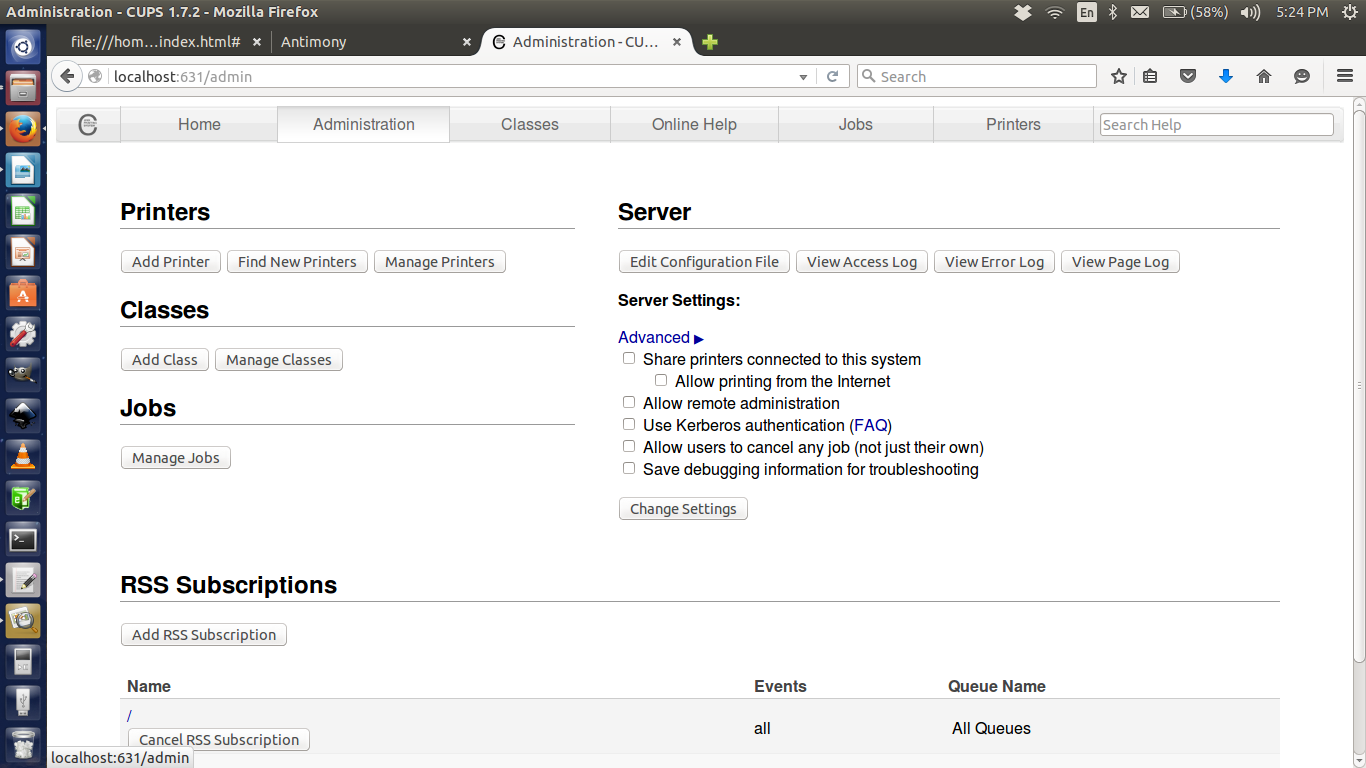 Administration - CUPS 1.7.2 - Mozilla Firefox
En
(58%)
5:24 PM
file:///hom...index.html#
Antimony
Administration - CU...
localhost:631/admin
Search
Home
Administration
Classes
Online Help
Jobs
Printers
Search Help
Printers
Add Printer
Find New Printers
Manage Printers
Classes
Add Class
Manage Classes
Jobs
Manage Jobs
Server
Edit Configuration File
View Access Log
View Error Log
View Page Log
Server Settings:
Advanced ▶
Share printers connected to this system
Allow printing from the Internet
Allow remote administration
Use Kerberos authentication (FAQ)
Allow users to cancel any job (not just their own)
Save debugging information for troubleshooting
Change Settings
RSS Subscriptions
Add RSS Subscription
Name
Events
Queue Name
/
Cancel RSS Subscription
all
All Queues
localhost:631/admin